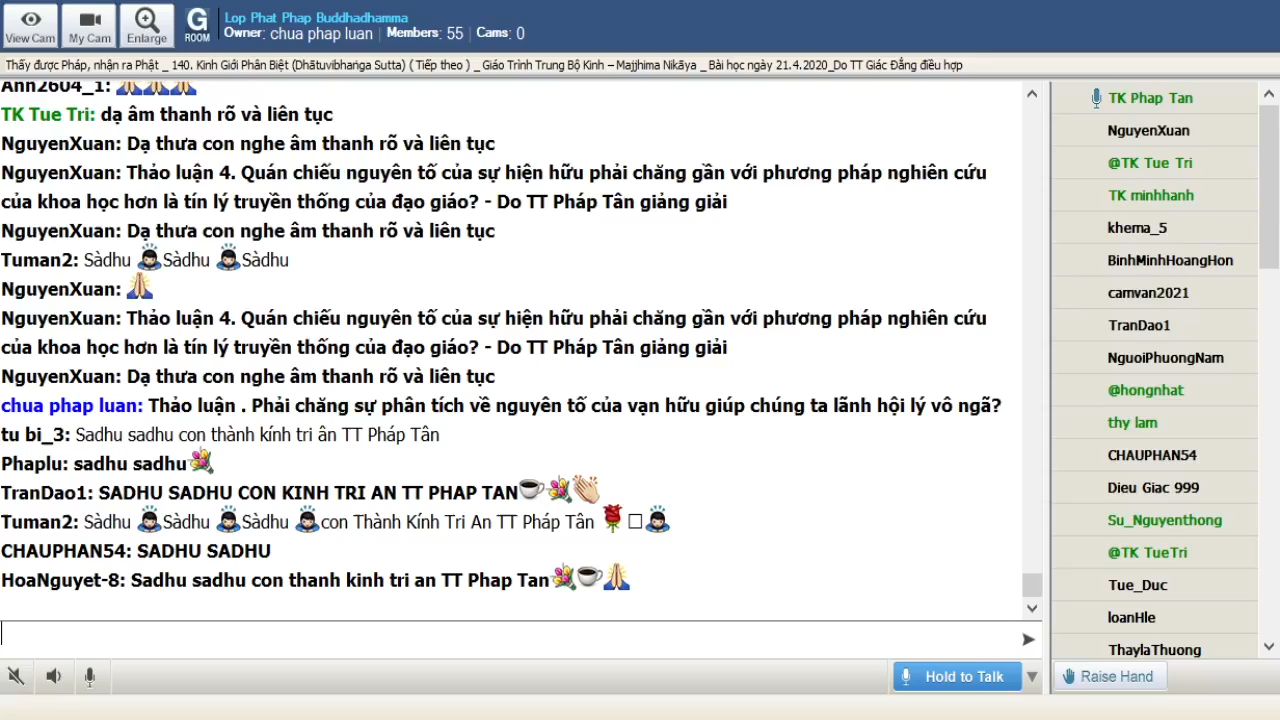 View Cam
My Cam
Enlarge
G
ROOM
Lop Phat Phap Buddhadhamma
Owner: chua phap luan | Members: 55 | Cams: 0
Thấy được Pháp, nhận ra Phật _ 140. Kinh Giới Phân Biệt (Dhātuvibhaṅga Sutta) ( Tiếp theo ) _ Giáo Trình Trung Bộ Kinh – Majjhima Nikāya _ Bài học ngày 21.4.2020_Do TT Giác Đẳng điều hợp
Anh2604_1: 🙏🙏🙏
TK Tue Tri: dạ âm thanh rõ và liên tục
NguyenXuan: Dạ thưa con nghe âm thanh rõ và liên tục
NguyenXuan: Thảo luận 4. Quán chiếu nguyên tố của sự hiện hữu phải chăng gần với phương pháp nghiên cứu
của khoa học hơn là tín lý truyền thống của đạo giáo? - Do TT Pháp Tân giảng giải
NguyenXuan: Dạ thưa con nghe âm thanh rõ và liên tục
Tuman2: Sàdhu 🙇Sàdhu 🙇Sàdhu
NguyenXuan: 🙏
NguyenXuan: Thảo luận 4. Quán chiếu nguyên tố của sự hiện hữu phải chăng gần với phương pháp nghiên cứu
của khoa học hơn là tín lý truyền thống của đạo giáo? - Do TT Pháp Tân giảng giải
NguyenXuan: Dạ thưa con nghe âm thanh rõ và liên tục
chua phap luan: Thảo luận . Phải chăng sự phân tích về nguyên tố của vạn hữu giúp chúng ta lãnh hội lý vô ngã?
tu bi_3: Sadhu sadhu con thành kính tri ân TT Pháp Tân
Phaplu: sadhu sadhu💐
TranDao1: SADHU SADHU CON KINH TRI AN TT PHAP TAN☕💐👏
Tuman2: Sàdhu 🙇Sàdhu 🙇Sàdhu 🙇con Thành Kính Tri An TT Pháp Tân 🌹□🙇
CHAUPHAN54: SADHU SADHU
HoaNguyet-8: Sadhu sadhu con thanh kinh tri an TT Phap Tan💐☕🙏
Hold to Talk
TK Phap Tan
NguyenXuan
@TK Tue Tri
TK minhhanh
khema_5
BinhMinhHoangHon
camvan2021
TranDao1
NguoiPhuongNam
@hongnhat
thy lam
CHAUPHAN54
Dieu Giac 999
Su_Nguyenthong
@TK TueTri
Tue_Duc
loanHle
ThaylaThuong
Raise Hand